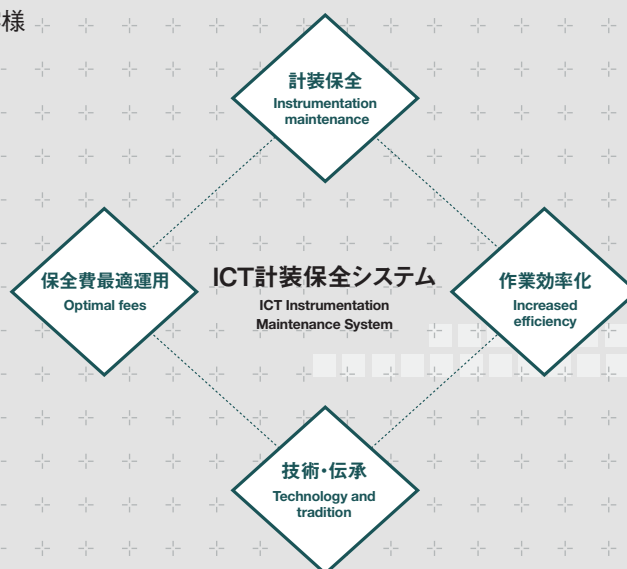 様
計装保全
Instrumentation
maintenance
保全費最適運用
Optimal fees
ICT計装保全システム
ICT Instrumentation
Maintenance System
作業効率化
Increased
efficiency
技術・伝承
Technology and
tradition